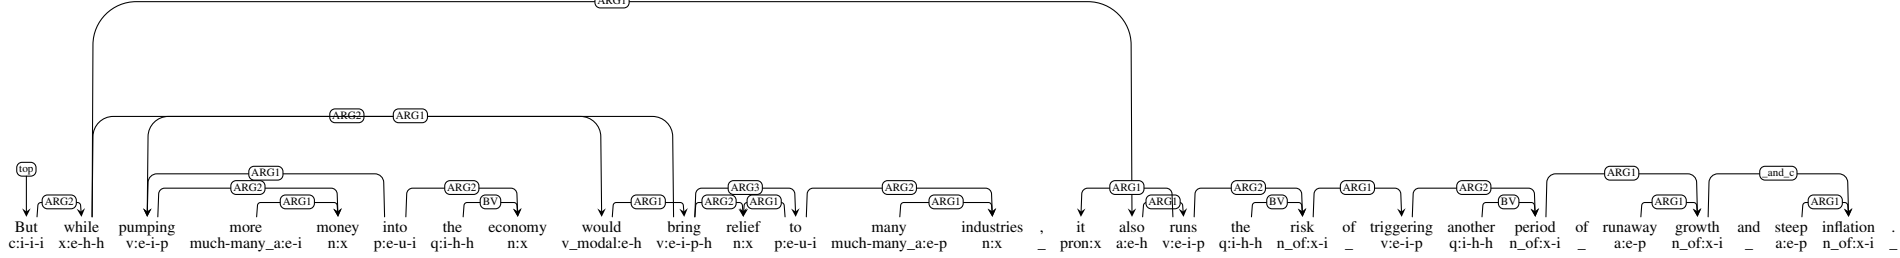 ARG1
ARG2 ARG1
top ARG1 ARG1 _and_c
ARG2 ARG2 ARG3 ARG2 ARG1 ARG2 ARG1 ARG2
ARG2 ARG1 BV ARG1 ARG2 ARG1 ARG1 ARG1 BV BV ARG1 ARG1
But while pumping more money into the economy would bring relief to many industries , it also runs the risk of triggering another period of runaway growth and steep inflation .
c:i-i-i x:e-h-h v:e-i-p much-many_a:e-i n:x p:e-u-i q:i-h-h n:x v_modal:e-h v:e-i-p-h n:x p:e-u-i much-many_a:e-p n:x _ pron:x a:e-h v:e-i-p q:i-h-h n_of:x-i _ v:e-i-p q:i-h-h n_of:x-i _ a:e-p n_of:x-i _ a:e-p n_of:x-i _